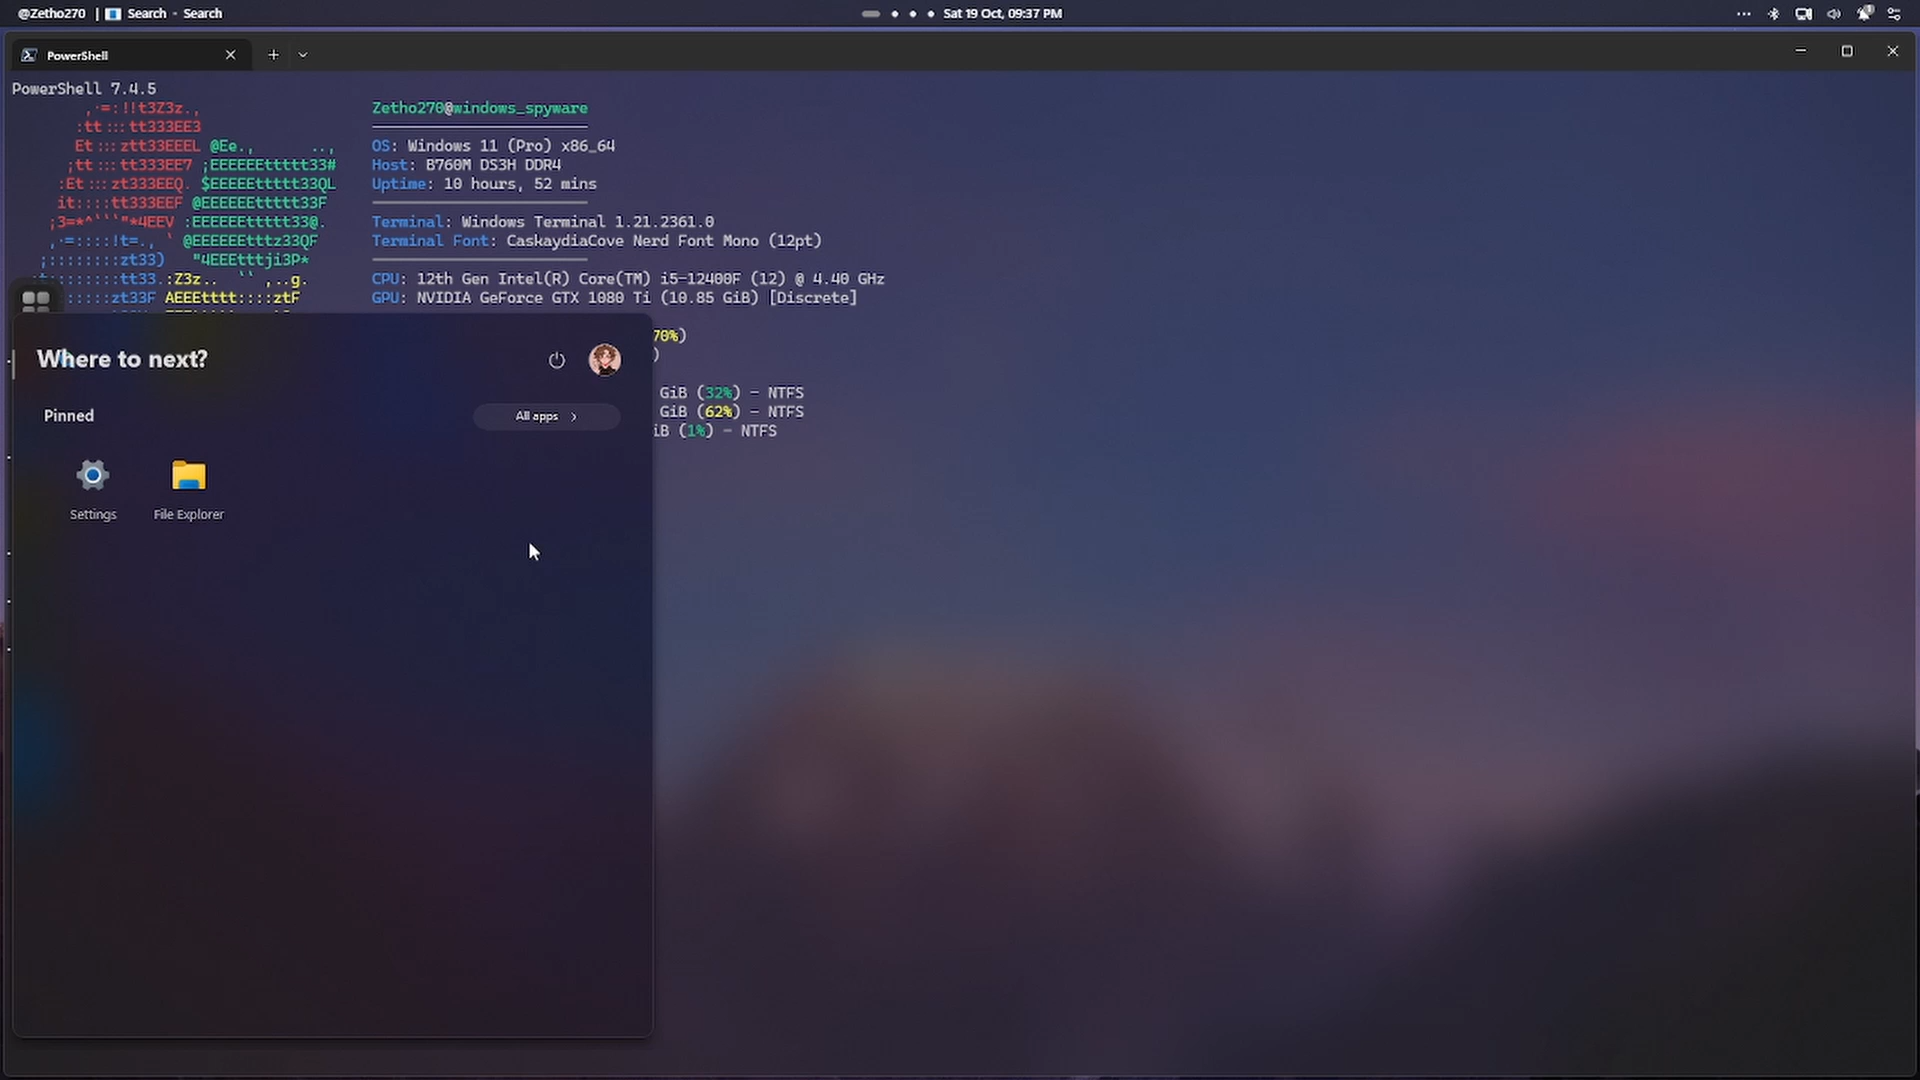 @Zetho270 | Search - Search
Sat 19 Oct, 09:37 PM
PowerShell
PowerShell 7.4.5
Zetho270@windows_spyware
OS: Windows 11 (Pro) x86_64
Host: B760M DS3H DDR4
Uptime: 10 hours, 52 mins
Terminal: Windows Terminal 1.21.2361.0
Terminal Font: CaskaydiaCove Nerd Font Mono (12pt)
CPU: 12th Gen Intel(R) Core(TM) i5-12400F (12) @ 4.40 GHz
GPU: NVIDIA GeForce GTX 1080 Ti (10.85 GiB) [Discrete]
70%)
)
GiB (32%) - NTFS
GiB (62%) - NTFS
iB (1%) - NTFS
Where to next?
Pinned
All apps >
Settings
File Explorer